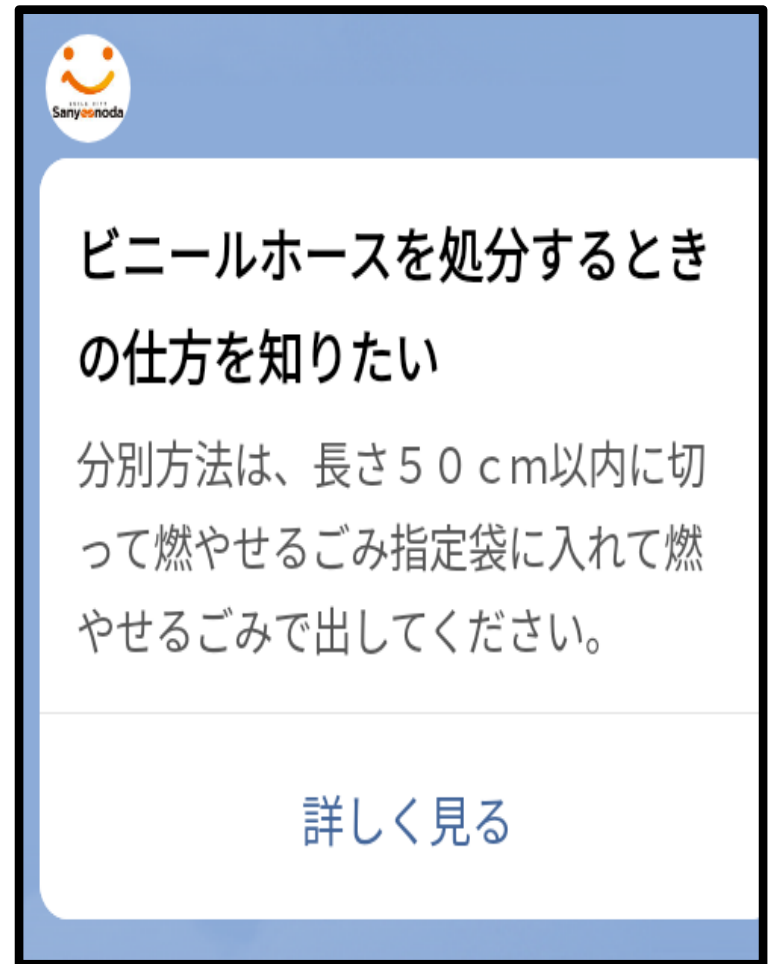 SMILE CITY
Sanyoonoda
ビニールホースを処分するとき
の仕方を知りたい
分別方法は、長さ５０ｃｍ以内に切
って燃やせるごみ指定袋に入れて燃
やせるごみで出してください。
詳しく見る